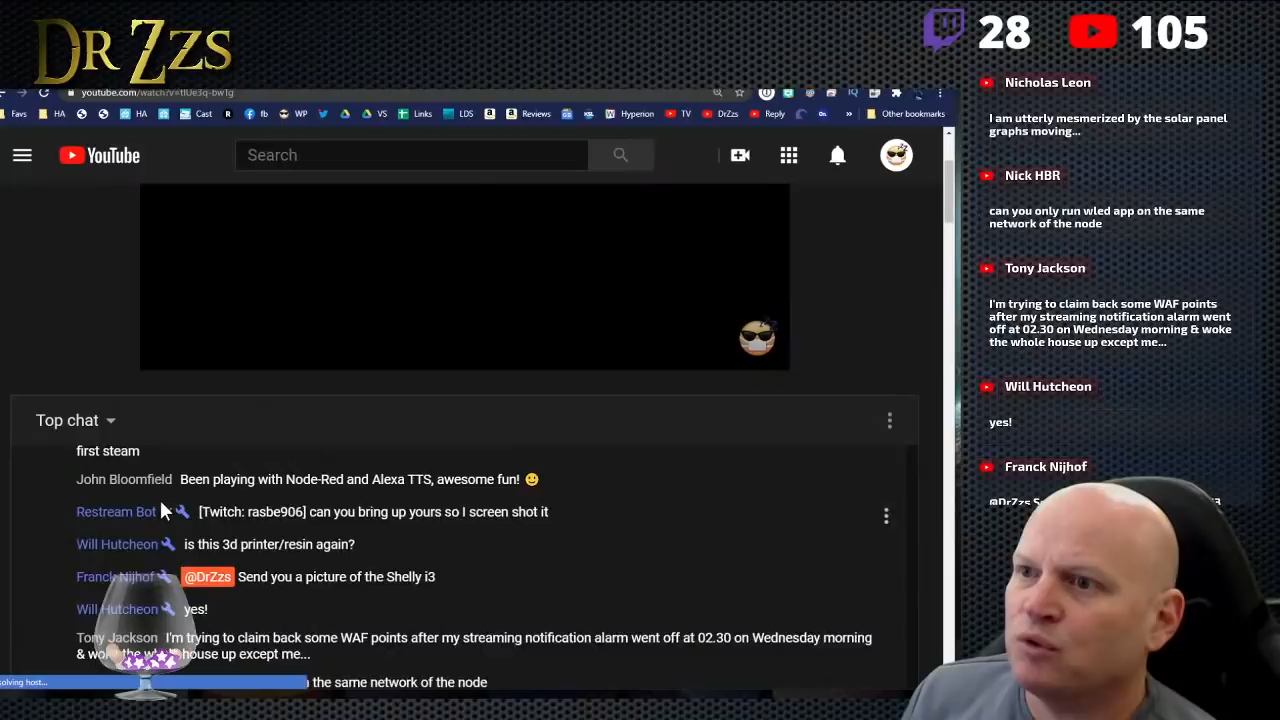 DR ZZS
28
105
youtube.com/watch?v=tlUe3q-bw1g
Favs HA HA Cast fb WP VS Links LDS Reviews Hyperion TV DrZzs Reply » Other bookmarks
YouTube
Search
Top chat
first steam
John Bloomfield Been playing with Node-Red and Alexa TTS, awesome fun!
Restream Bot [Twitch: rasbe906] can you bring up yours so I screen shot it
Will Hutcheon is this 3d printer/resin again?
Franck Nijhof @DrZzs Send you a picture of the Shelly i3
Will Hutcheon yes!
Tony Jackson I'm trying to claim back some WAF points after my streaming notification alarm went off at 02.30 on Wednesday morning
& woke the whole house up except me...
the same network of the node
solving host...
Nicholas Leon
I am utterly mesmerized by the solar panel
graphs moving...
Nick HBR
can you only run wled app on the same
network of the node
Tony Jackson
I'm trying to claim back some WAF points
after my streaming notification alarm went
off at 02.30 on Wednesday morning & woke
the whole house up except me...
Will Hutcheon
yes!
Franck Nijhof
@DrZzs